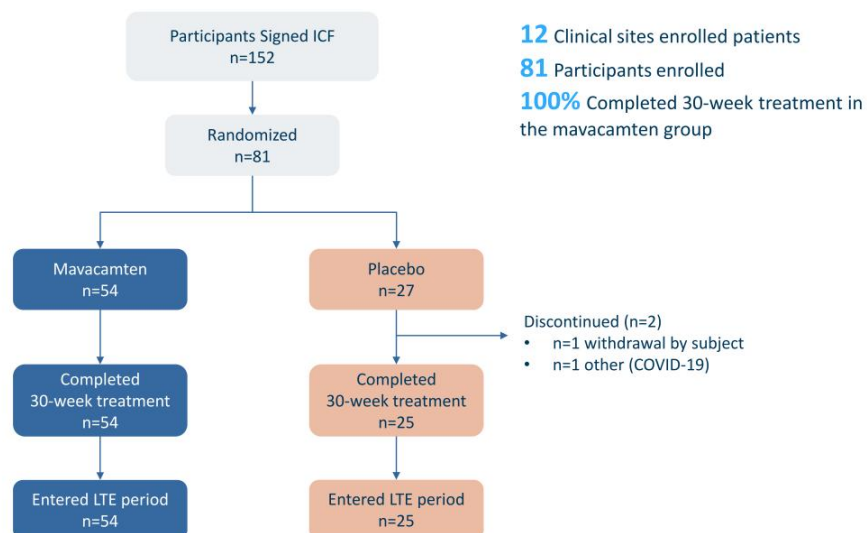 Participants Signed ICF
n=152
12 Clinical sites enrolled patients
81 Participants enrolled
100% Completed 30-week treatment in
the mavacamten group
Randomized
n=81
Mavacamten
n=54
Placebo
n=27
Discontinued (n=2)
• n=1 withdrawal by subject
• n=1 other (COVID-19)
Completed
30-week treatment
n=54
Completed
30-week treatment
n=25
Entered LTE period
n=54
Entered LTE period
n=25